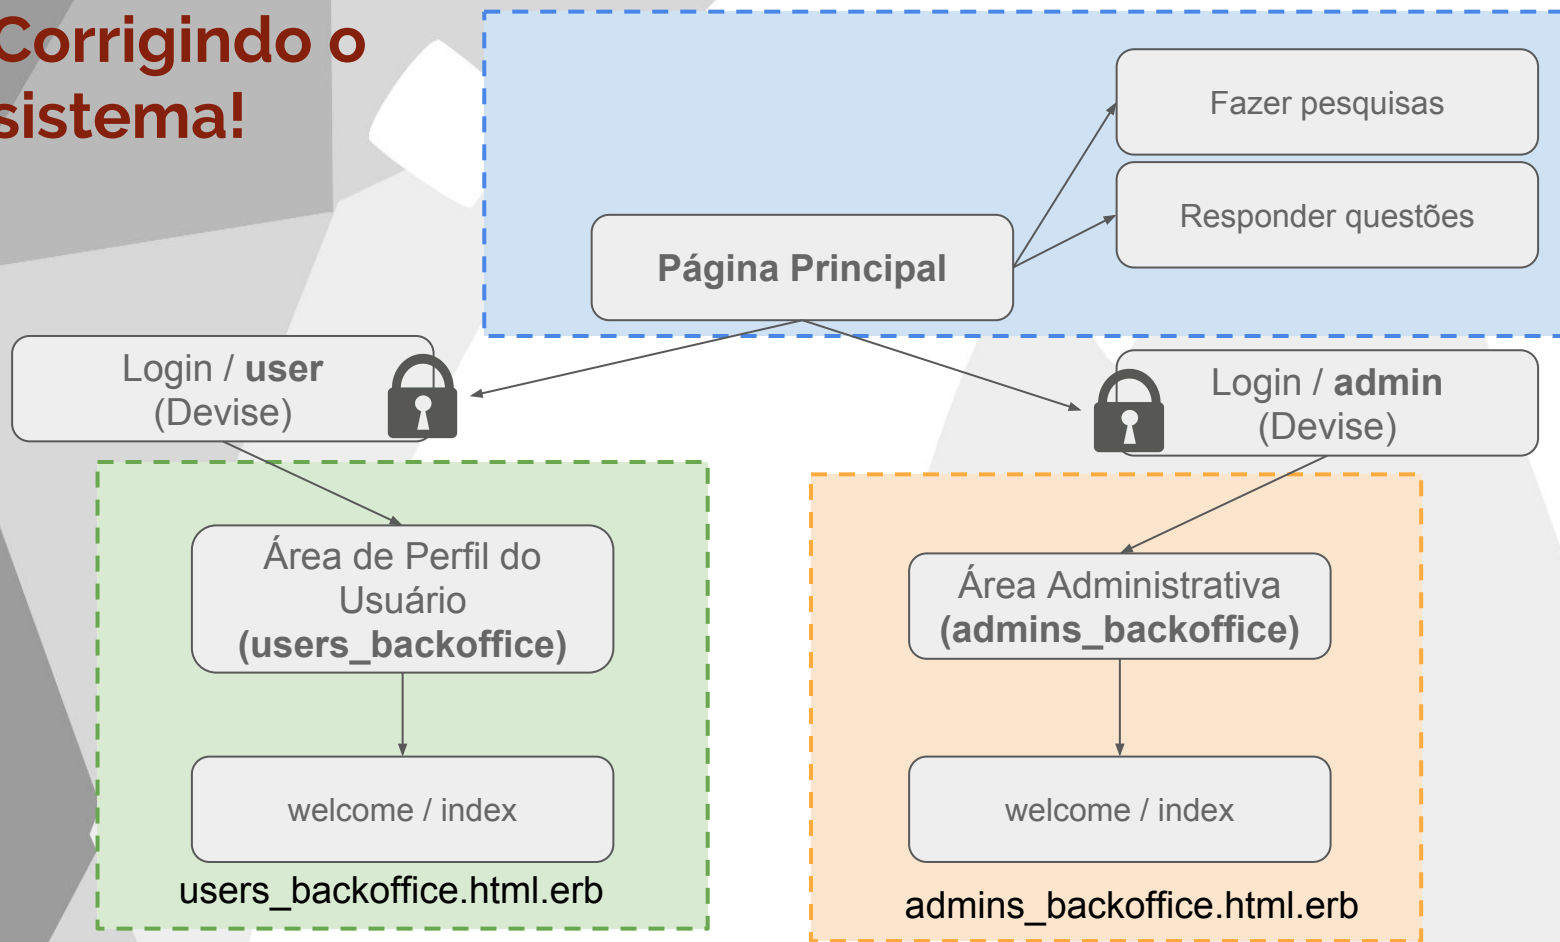 Corrigindo o
sistema!
Fazer pesquisas
Responder questões
Página Principal
Login / user
(Devise)
Login / admin
(Devise)
Área de Perfil do
Usuário
(users_backoffice)
Área Administrativa
(admins_backoffice)
welcome / index
welcome / index
users_backoffice.html.erb
admins_backoffice.html.erb